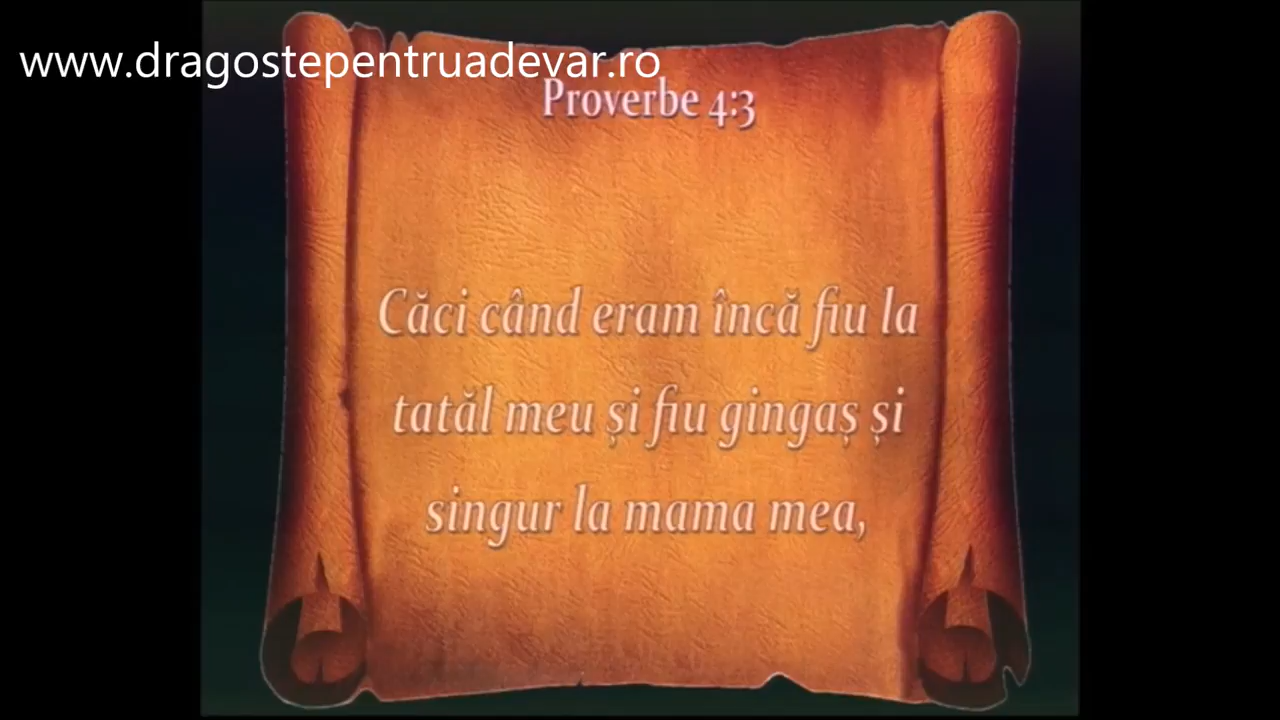 www.dragostepentruadevar.ro
Proverbe 4:3
Căci când eram încă fiu la
tatăl meu și fiu gingaș și
singur la mama mea,